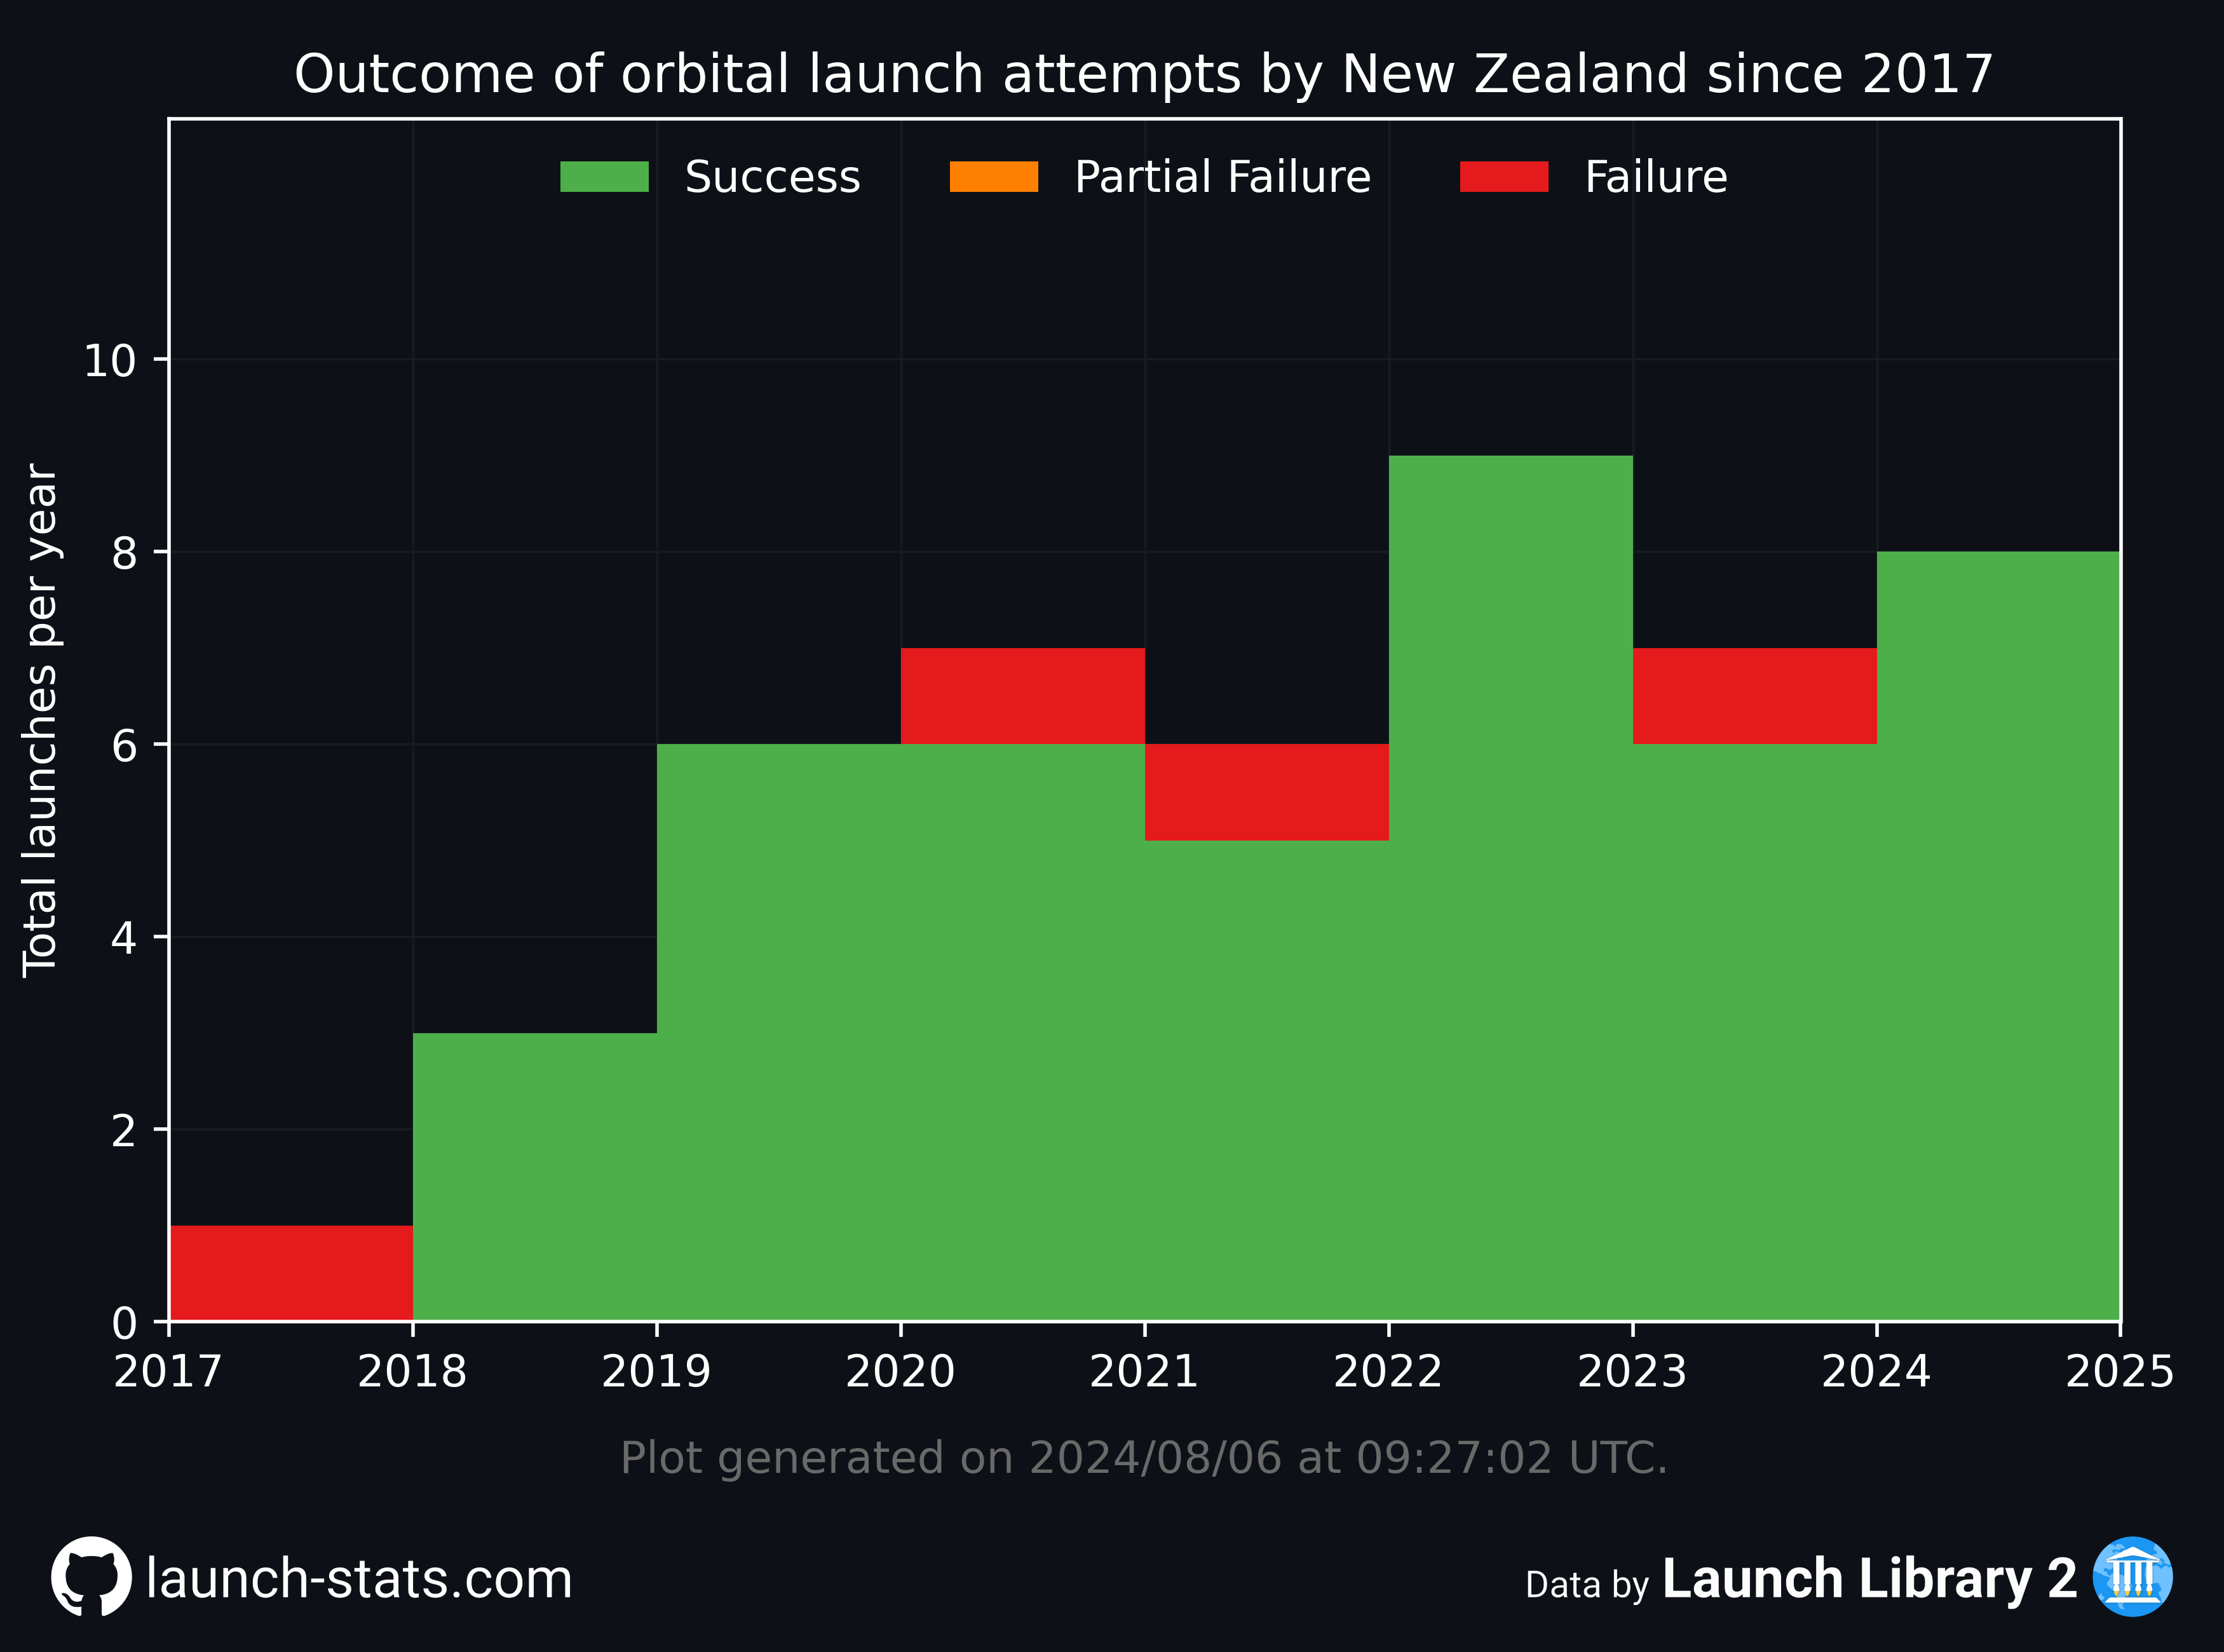 Outcome of orbital launch attempts by New Zealand since 2017
Success Partial Failure Failure
Total launches per year
10
8
6
4
2
0
2017 2018 2019 2020 2021 2022 2023 2024 2025
Plot generated on 2024/08/06 at 09:27:02 UTC.
launch-stats.com
Data by Launch Library 2